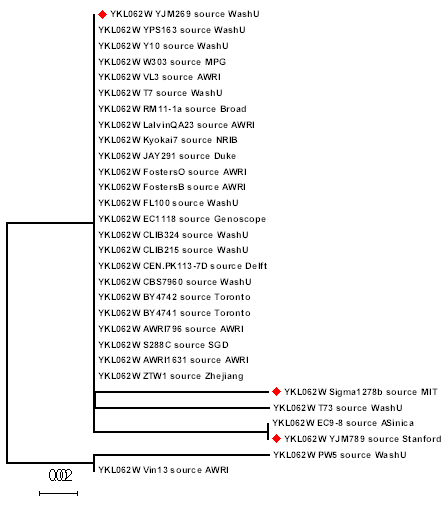 YKL062W YJM269 source WashU
YKL062W YPS163 source WashU
YKL062W Y10 source WashU
YKL062W W303 source MPG
YKL062W VL3 source AWRI
YKL062W T7 source WashU
YKL062W RM11-1a source Broad
YKL062W LalvinQA23 source AWRI
YKL062W Kyokai7 source NRIB
YKL062W JAY291 source Duke
YKL062W FostersO source AWRI
YKL062W FostersB source AWRI
YKL062W FL100 source WashU
YKL062W EC1118 source Genoscope
YKL062W CLIB324 source WashU
YKL062W CLIB215 source WashU
YKL062W CEN.PK113-7D source Delft
YKL062W CBS7960 source WashU
YKL062W BY4742 source Toronto
YKL062W BY4741 source Toronto
YKL062W AWRI796 source AWRI
YKL062W S288C source SGD
YKL062W AWRI1631 source AWRI
YKL062W ZTW1 source Zhejiang
YKL062W Sigma1278b source MIT
YKL062W T73 source WashU
YKL062W EC9-8 source ASinica
YKL062W YJM789 source Stanford
YKL062W PW5 source WashU
YKL062W Vin13 source AWRI